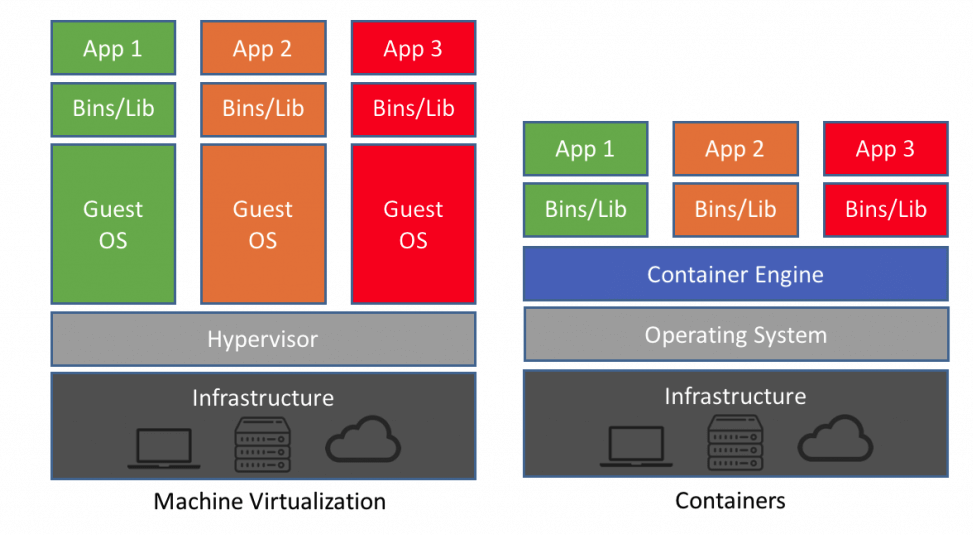 App 1
App 2
App 3
Bins/Lib
Bins/Lib
Bins/Lib
Guest
OS
Guest
OS
Guest
OS
Hypervisor
Infrastructure
Machine Virtualization
App 1
App 2
App 3
Bins/Lib
Bins/Lib
Bins/Lib
Container Engine
Operating System
Infrastructure
Containers